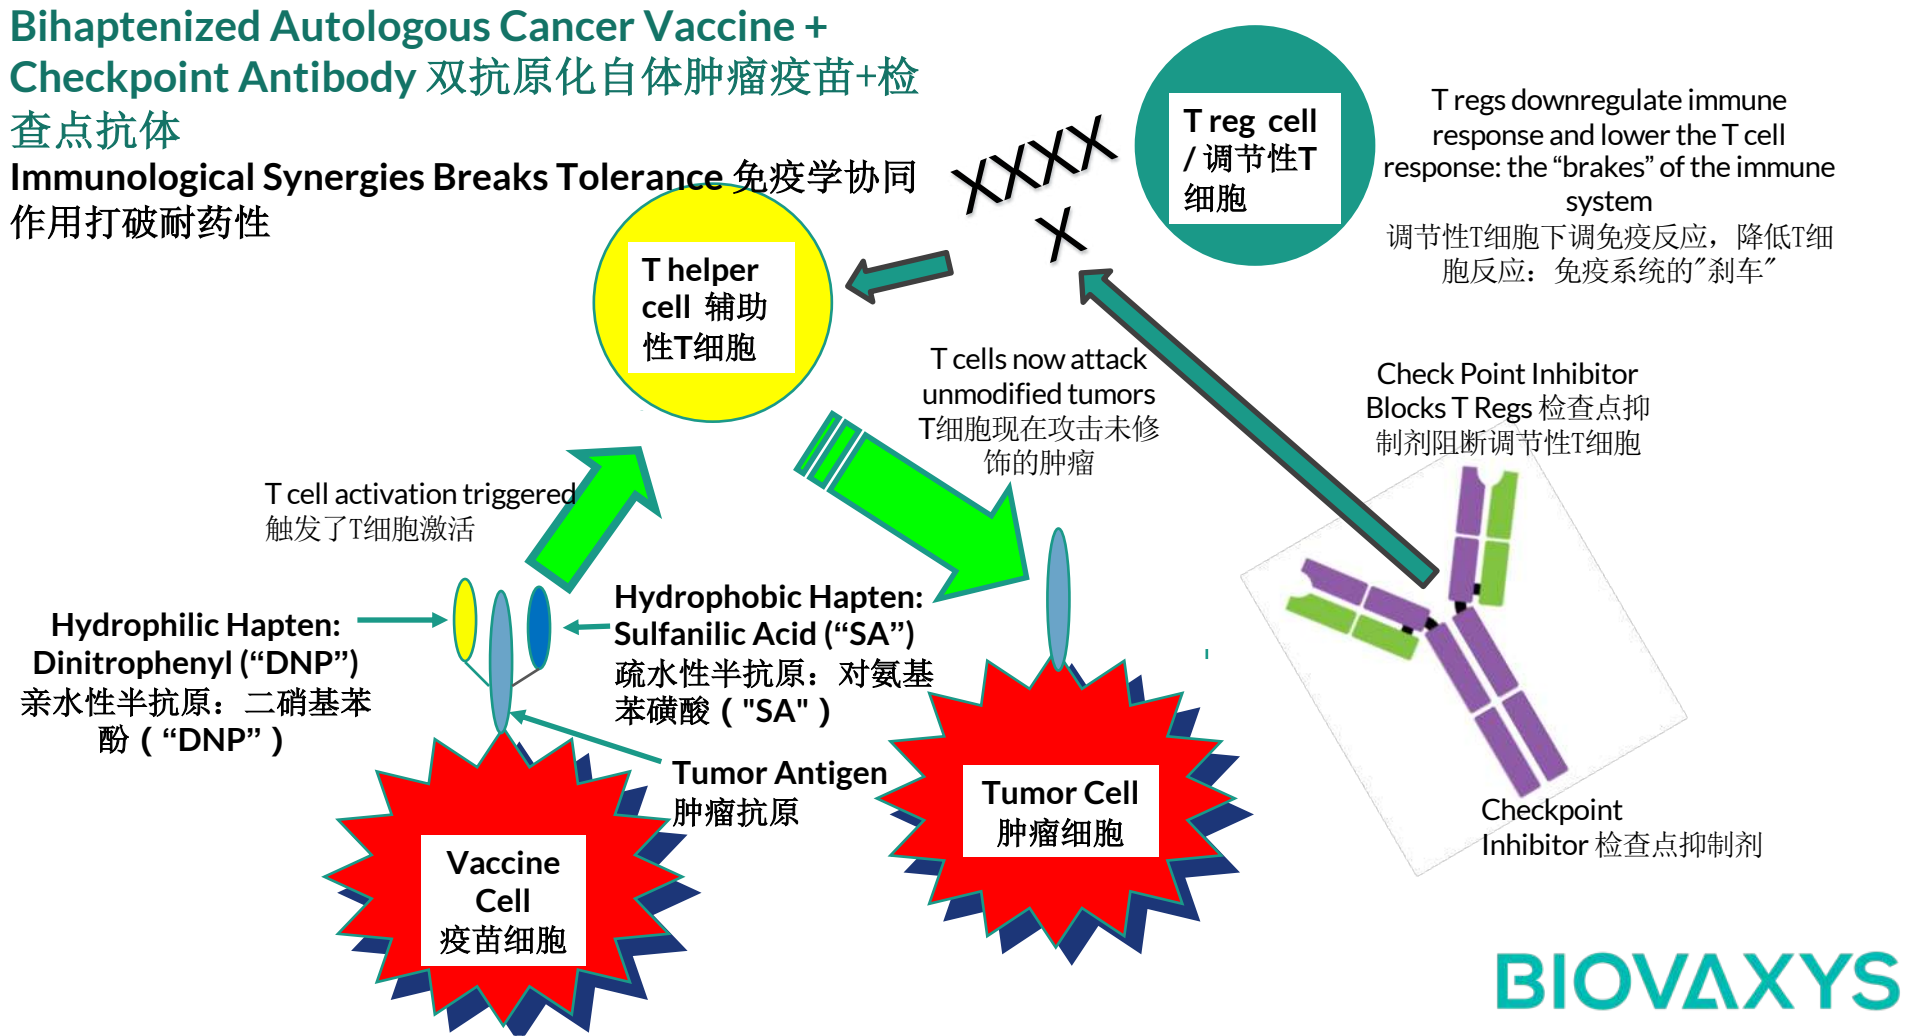 Bihaptenized Autologous Cancer Vaccine +
Checkpoint Antibody 双抗原化自体肿瘤疫苗+检
查点抗体
Immunological Synergies Breaks Tolerance 免疫学协同
作用打破耐药性
XXXX
X
T reg cell
/ 调节性T
细胞
T regs downregulate immune
response and lower the T cell
response: the “brakes” of the immune
system
调节性T细胞下调免疫反应，降低T细
胞反应：免疫系统的"刹车"
T helper
cell 辅助
性T细胞
T cells now attack
unmodified tumors
T细胞现在攻击未修
饰的肿瘤
Check Point Inhibitor
Blocks T Regs 检查点抑
制剂阻断调节性T细胞
T cell activation triggered
触发了T细胞激活
Hydrophilic Hapten:
Dinitrophenyl (“DNP”)
亲水性半抗原：二硝基苯
酚 ( “DNP” )
Hydrophobic Hapten:
Sulfanilic Acid (“SA”)
疏水性半抗原：对氨基
苯磺酸 ( "SA" )
Tumor Antigen
肿瘤抗原
Tumor Cell
肿瘤细胞
Vaccine
Cell
疫苗细胞
Checkpoint
Inhibitor 检查点抑制剂
BIOVAXYS